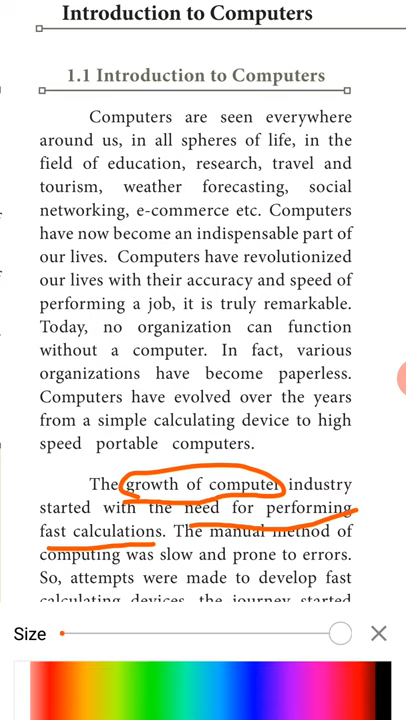 Introduction to Computers
1.1 Introduction to Computers
Computers are seen everywhere
around us, in all spheres of life, in the
field of education, research, travel and
tourism, weather forecasting, social
networking, e-commerce etc. Computers
have now become an indispensable part of
our lives. Computers have revolutionized
our lives with their accuracy and speed of
performing a job, it is truly remarkable.
Today, no organization can function
without a computer. In fact, various
organizations have become paperless.
Computers have evolved over the years
from a simple calculating device to high
speed portable computers.
The growth of computer industry
started with the need for performing
fast calculations. The manual method of
computing was slow and prone to errors.
So, attempts were made to develop fast
calculating devices, the journey started
Size